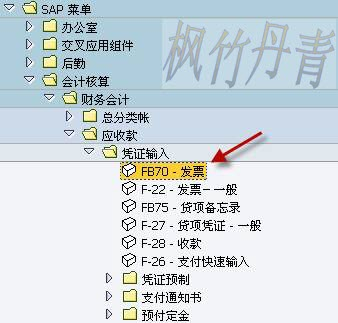 SAP 菜单
办公室
交叉应用组件
后勤
会计核算
财务会计
总分类帐
应收款
凭证输入
FB70 - 发票
F-22 - 发票 – 一般
FB75 - 贷项备忘录
F-27 - 贷项凭证 - 一般
F-28 - 收款
F-26 - 支付快速输入
凭证预制
支付通知书
预付定金
枫竹丹青